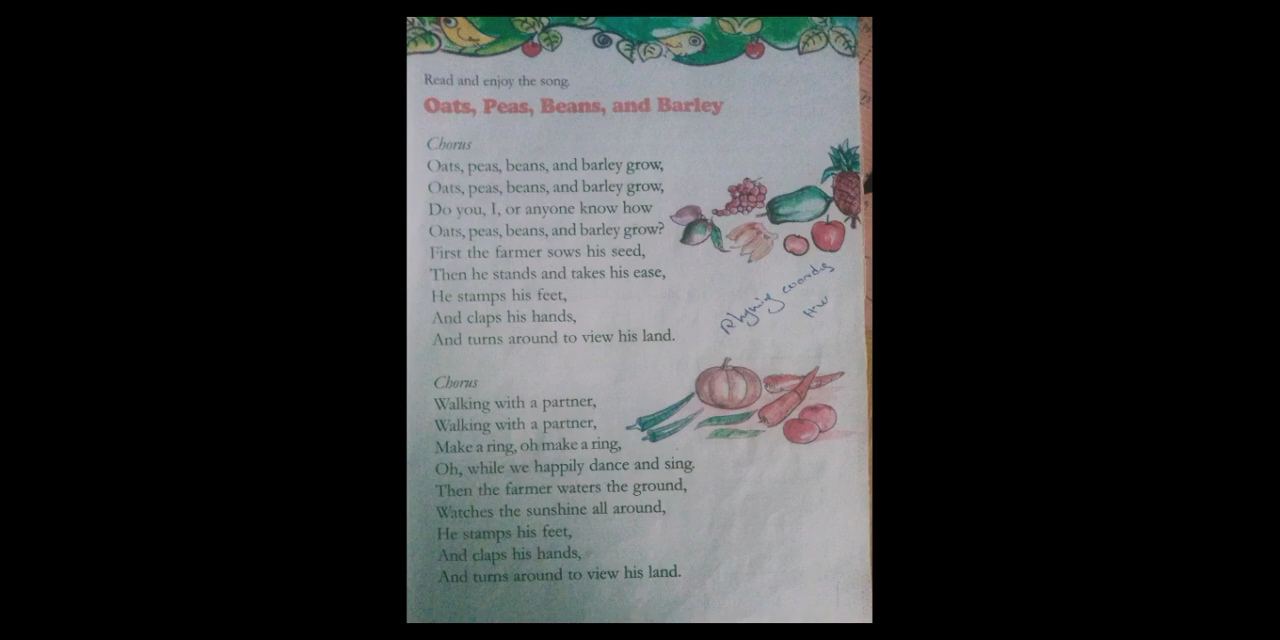 Read and enjoy the song.
Oats, Peas, Beans, and Barley
Chorus
Oats, peas, beans, and barley grow,
Oats, peas, beans, and barley grow,
Do you, I, or anyone know how
Oats, peas, beans, and barley grow?
First the farmer sows his seed,
Then he stands and takes his ease,
He stamps his feet,
And claps his hands,
And turns around to view his land.
Rhyming words
HW
Chorus
Walking with a partner,
Walking with a partner,
Make a ring, oh make a ring,
Oh, while we happily dance and sing.
Then the farmer waters the ground,
Watches the sunshine all around,
He stamps his feet,
And claps his hands,
And turns around to view his land.